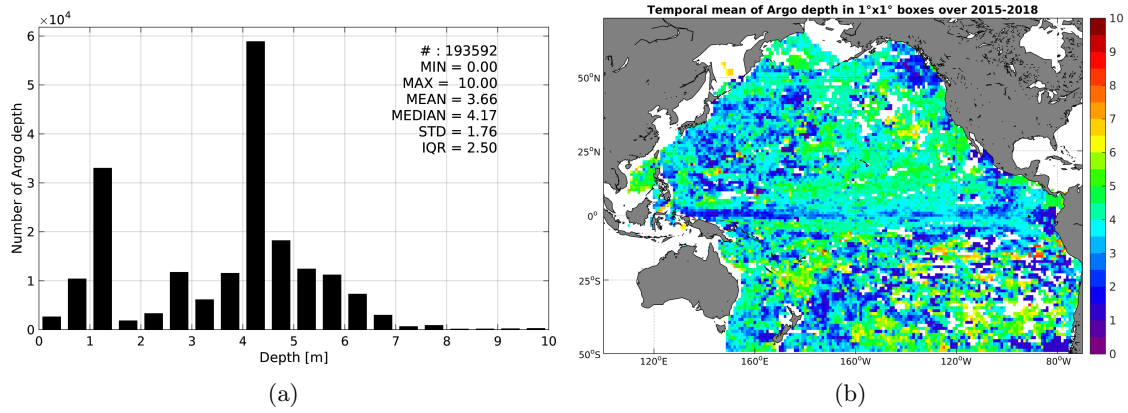 ×10⁴
6
5
4
3
2
1
0
Number of Argo depth
# : 193592
MIN = 0.00
MAX = 10.00
MEAN = 3.66
MEDIAN = 4.17
STD = 1.76
IQR = 2.50
0 1 2 3 4 5 6 7 8 9 10
Depth [m]
(a)
Temporal mean of Argo depth in 1°x1° boxes over 2015-2018
50°N
25°N
0°
25°S
50°S
120°E 160°E 160°W 120°W 80°W
10
9
8
7
6
5
4
3
2
1
0
(b)